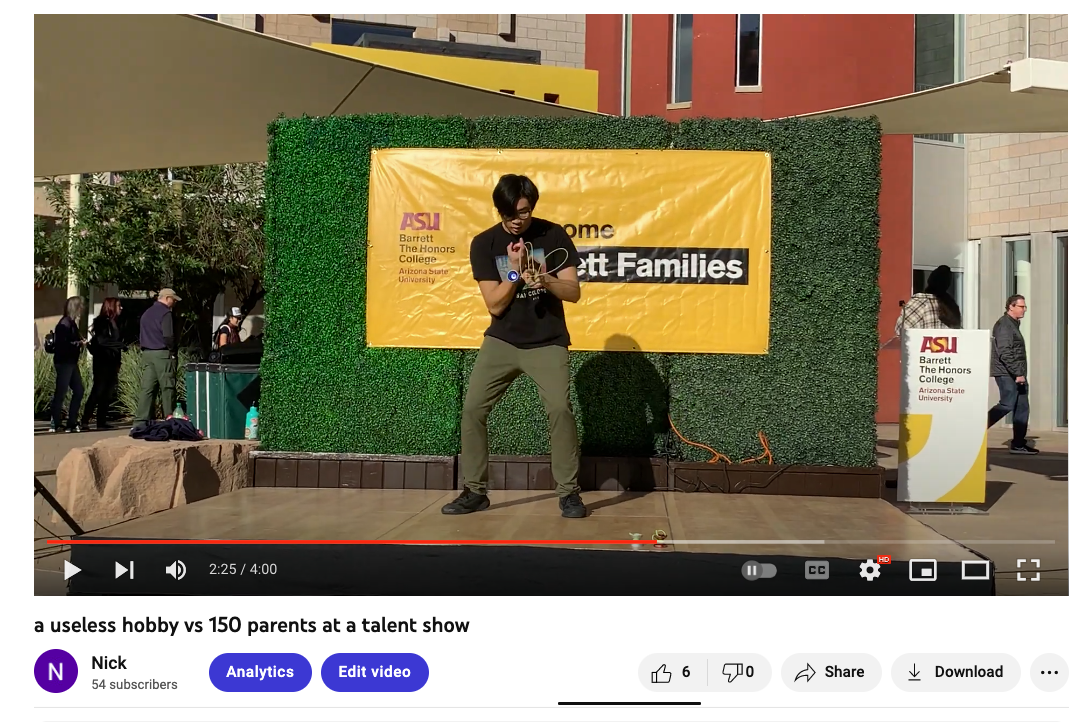 ASU
Barrett
The Honors
College
Arizona State
University
ome
ett Families
ASU
Barrett
The Honors
College
Arizona State
University
2:25 / 4:00
CC
HD
a useless hobby vs 150 parents at a talent show
N
Nick
54 subscribers
Analytics
Edit video
6
0
Share
Download